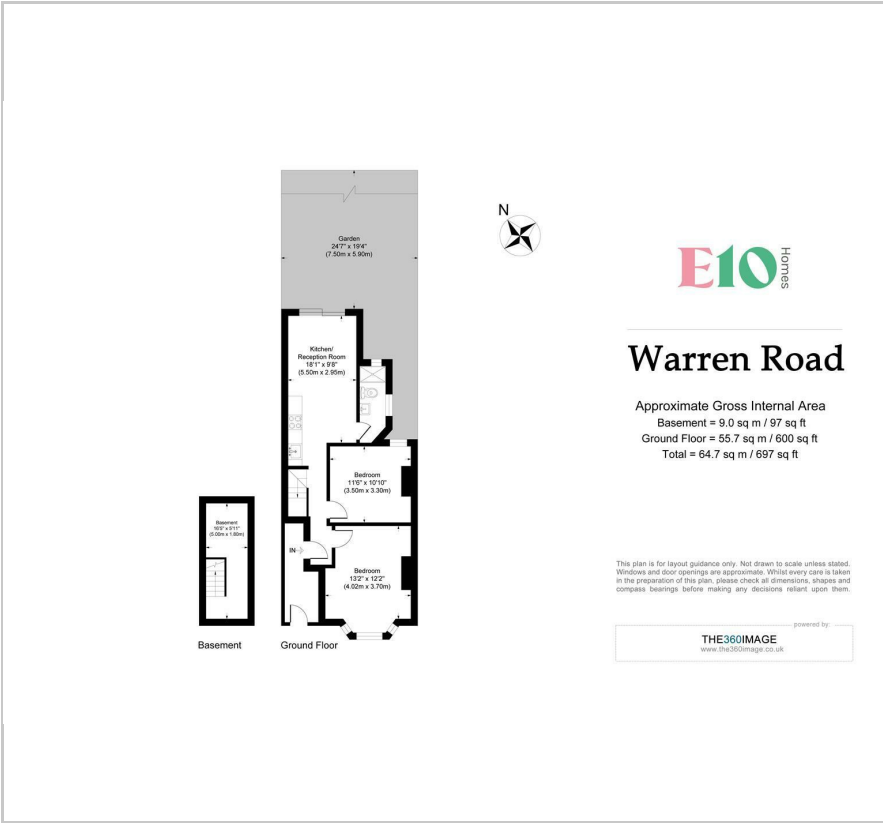 Garden
24'7" x 19'4"
(7.50m x 5.90m)
N
E10
Homes
Kitchen/
Reception Room
18'1" x 9'8"
(5.50m x 2.95m)
Warren Road
Approximate Gross Internal Area
Basement = 9.0 sq m / 97 sq ft
Ground Floor = 55.7 sq m / 600 sq ft
Total = 64.7 sq m / 697 sq ft
Bedroom
11'6" x 10'10"
(3.50m x 3.30m)
Basement
16'5" x 5'11"
(5.00m x 1.80m)
IN
Bedroom
13'2" x 12'2"
(4.02m x 3.70m)
Basement
Ground Floor
This plan is for layout guidance only. Not drawn to scale unless stated.
Windows and door openings are approximate. Whilst every care is taken
in the preparation of this plan, please check all dimensions, shapes and
compass bearings before making any decisions reliant upon them.
powered by:
THE360IMAGE
www.the360image.co.uk